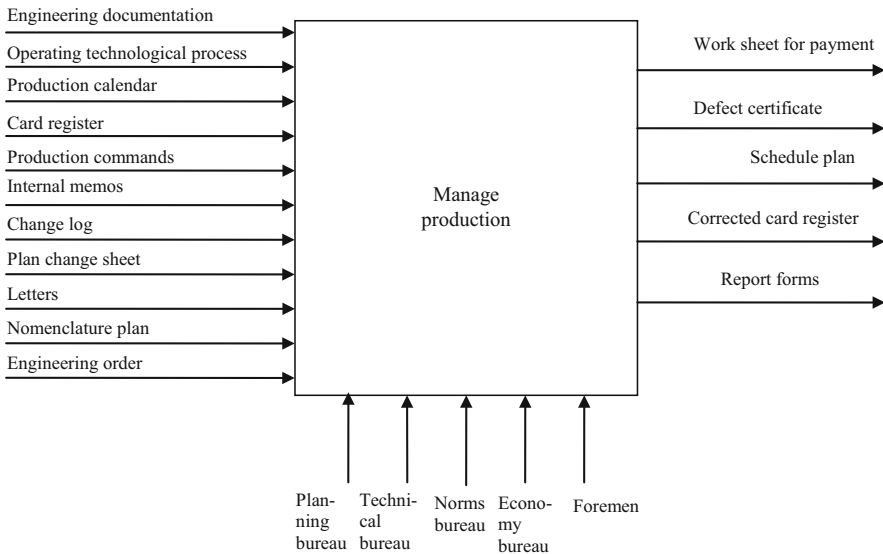 Engineering documentation
Operating technological process
Production calendar
Card register
Production commands
Internal memos
Change log
Plan change sheet
Letters
Nomenclature plan
Engineering order
Manage
production
Work sheet for payment
Defect certificate
Schedule plan
Corrected card register
Report forms
Plan-
ning
bureau
Techni-
cal
bureau
Norms
bureau
Econo-
my
bureau
Foremen